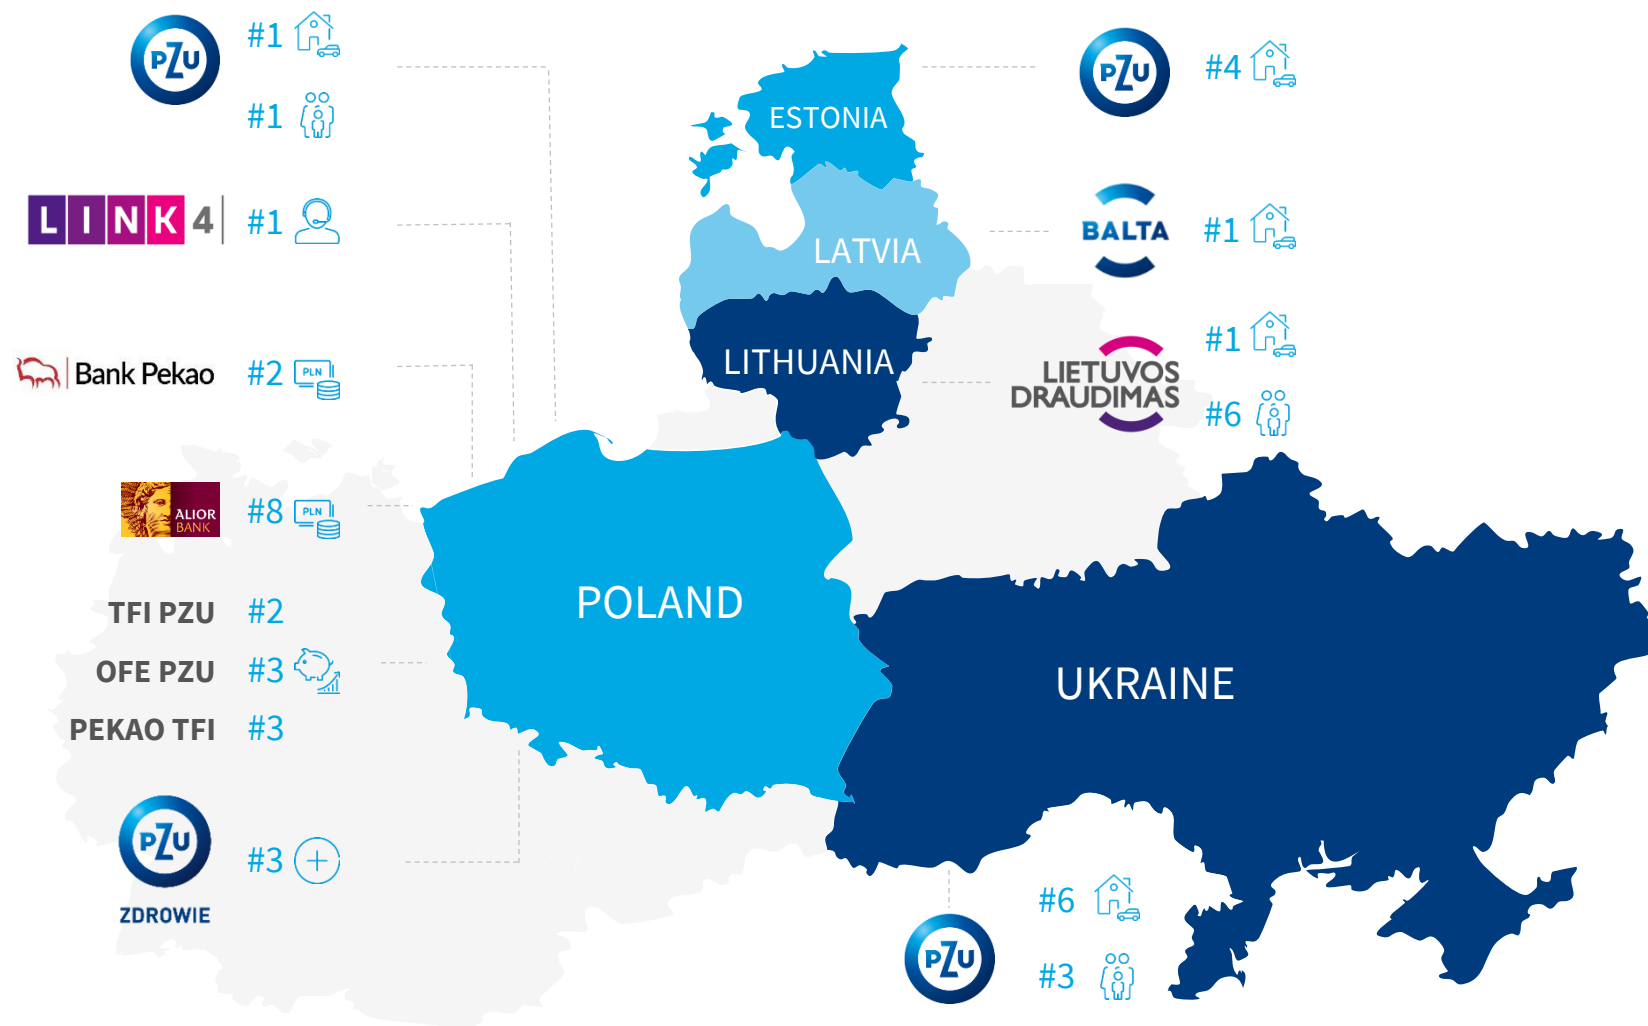 PZU
#1
#1
LINK4
#1
Bank Pekao
#2
PLN
ALIOR
BANK
#8
PLN
TFI PZU
#2
OFE PZU
#3
PEKAO TFI
#3
PZU
ZDROWIE
#3
ESTONIA
LATVIA
LITHUANIA
POLAND
UKRAINE
PZU
#4
BALTA
#1
LIETUVOS
DRAUDIMAS
#1
#6
PZU
#6
#3